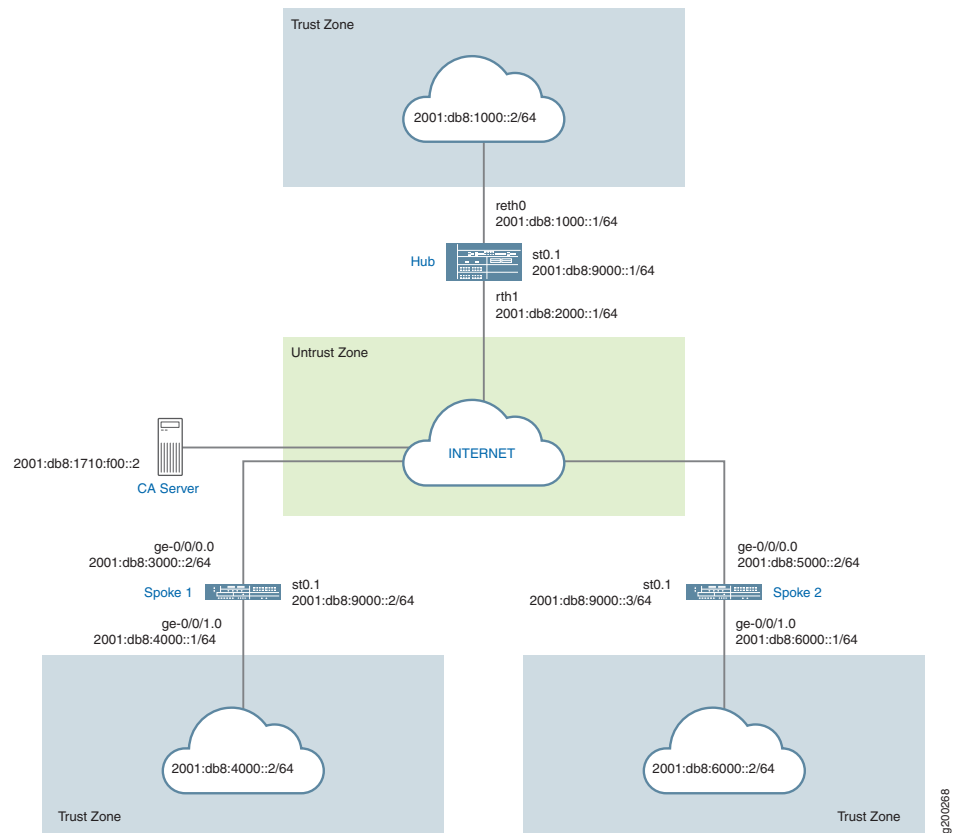 Trust Zone
2001:db8:1000::2/64
reth0
2001:db8:1000::1/64
Hub
st0.1
2001:db8:9000::1/64
rth1
2001:db8:2000::1/64
Untrust Zone
INTERNET
2001:db8:1710:f00::2
CA Server
ge-0/0/0.0
2001:db8:3000::2/64
ge-0/0/0.0
2001:db8:5000::2/64
Spoke 1
st0.1
2001:db8:9000::2/64
st0.1
2001:db8:9000::3/64
Spoke 2
ge-0/0/1.0
2001:db8:4000::1/64
ge-0/0/1.0
2001:db8:6000::1/64
2001:db8:4000::2/64
2001:db8:6000::2/64
Trust Zone
Trust Zone
g200268